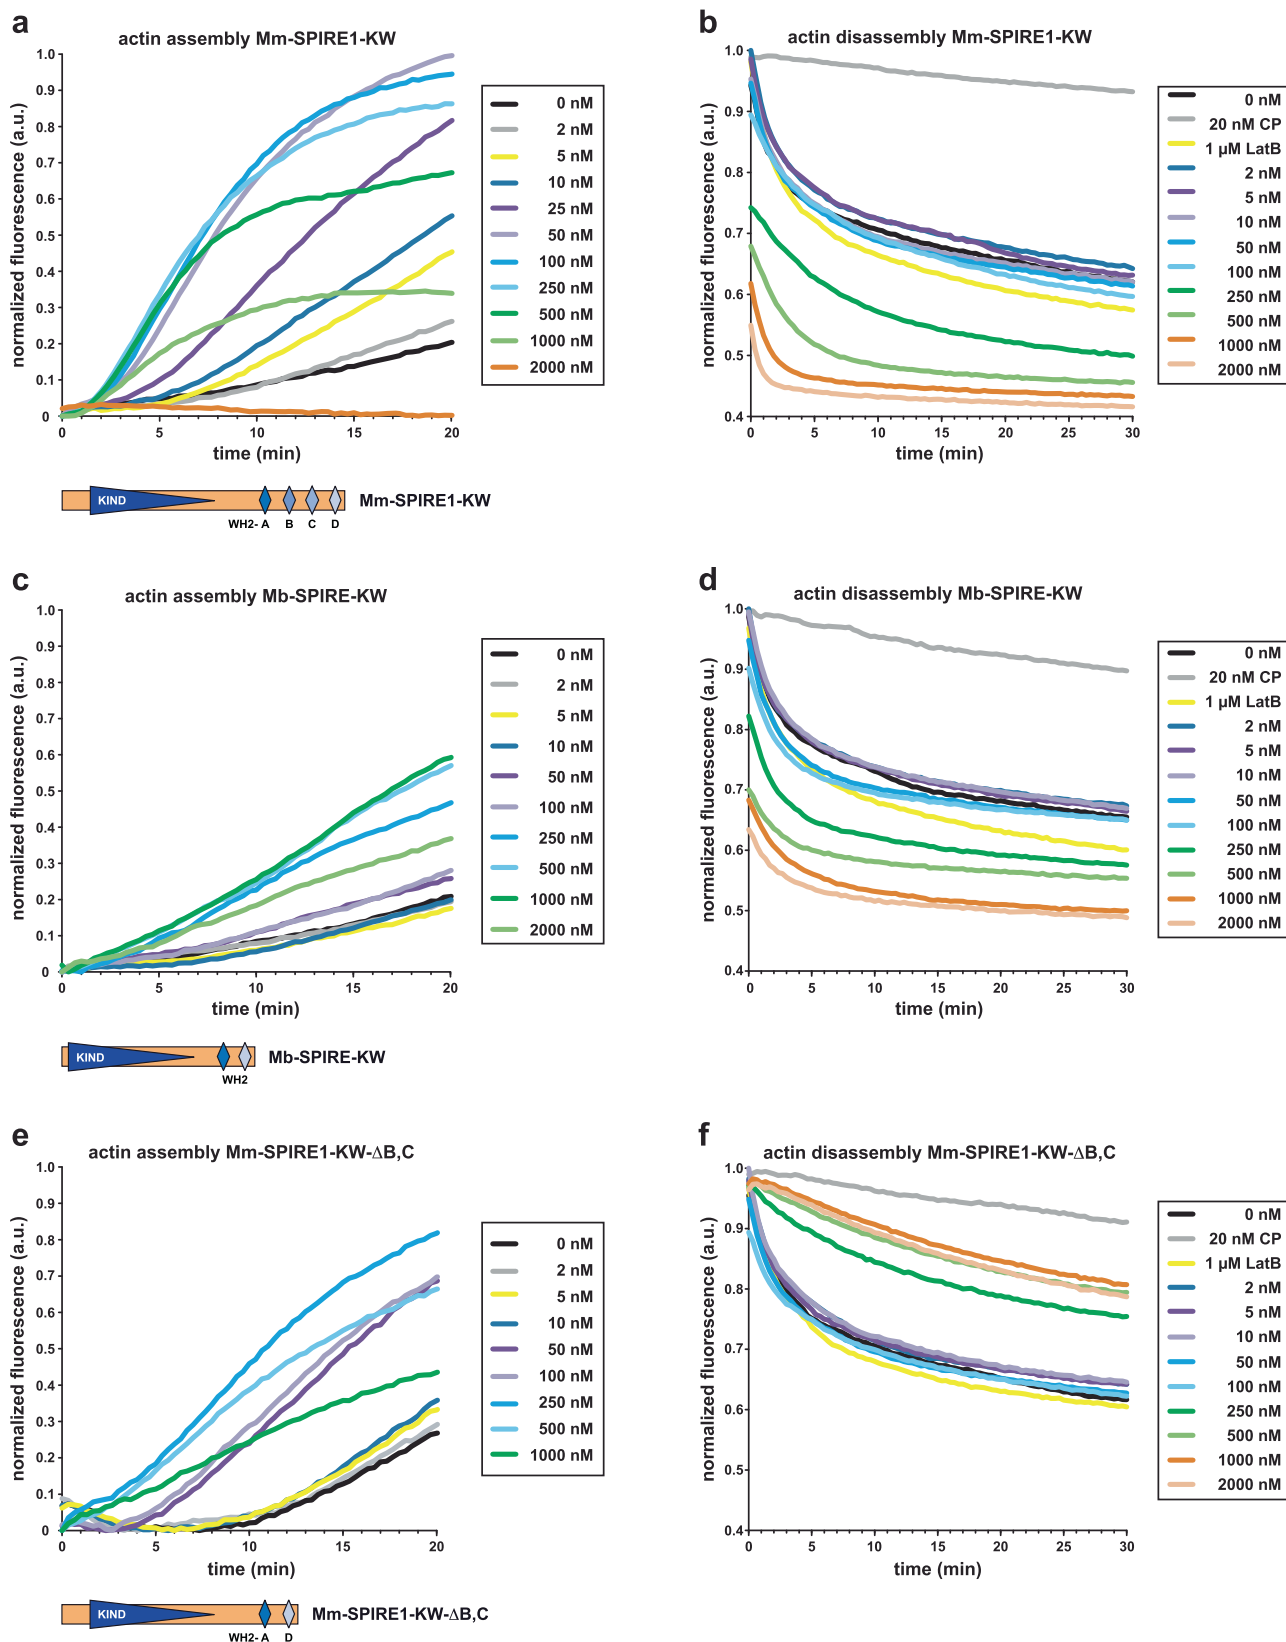 a
actin assembly Mm-SPIRE1-KW
normalized fluorescence (a.u.)
1.0
0.9
0.8
0.7
0.6
0.5
0.4
0.3
0.2
0.1
0
0 5 10 15 20
time (min)
0 nM
2 nM
5 nM
10 nM
25 nM
50 nM
100 nM
250 nM
500 nM
1000 nM
2000 nM
KIND
WH2- A B C D
Mm-SPIRE1-KW
b
actin disassembly Mm-SPIRE1-KW
normalized fluorescence (a.u.)
1.0
0.9
0.8
0.7
0.6
0.5
0.4
0 5 10 15 20 25 30
time (min)
0 nM
20 nM CP
1 µM LatB
2 nM
5 nM
10 nM
50 nM
100 nM
250 nM
500 nM
1000 nM
2000 nM
c
actin assembly Mb-SPIRE-KW
normalized fluorescence (a.u.)
1.0
0.9
0.8
0.7
0.6
0.5
0.4
0.3
0.2
0.1
0
0 5 10 15 20
time (min)
0 nM
2 nM
5 nM
10 nM
50 nM
100 nM
250 nM
500 nM
1000 nM
2000 nM
KIND
WH2
Mb-SPIRE-KW
d
actin disassembly Mb-SPIRE-KW
normalized fluorescence (a.u.)
1.0
0.9
0.8
0.7
0.6
0.5
0.4
0 5 10 15 20 25 30
time (min)
0 nM
20 nM CP
1 µM LatB
2 nM
5 nM
10 nM
50 nM
100 nM
250 nM
500 nM
1000 nM
2000 nM
e
actin assembly Mm-SPIRE1-KW-ΔB,C
normalized fluorescence (a.u.)
1.0
0.9
0.8
0.7
0.6
0.5
0.4
0.3
0.2
0.1
0
0 5 10 15 20
time (min)
0 nM
2 nM
5 nM
10 nM
50 nM
100 nM
250 nM
500 nM
1000 nM
KIND
WH2- A D
Mm-SPIRE1-KW-ΔB,C
f
actin disassembly Mm-SPIRE1-KW-ΔB,C
normalized fluorescence (a.u.)
1.0
0.9
0.8
0.7
0.6
0.5
0.4
0 5 10 15 20 25 30
time (min)
0 nM
20 nM CP
1 µM LatB
2 nM
5 nM
10 nM
50 nM
100 nM
250 nM
500 nM
1000 nM
2000 nM